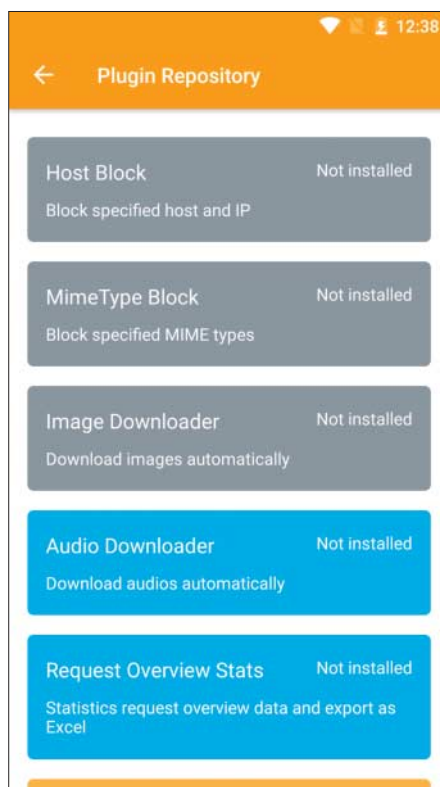 12:38
Plugin Repository
Host Block Not installed
Block specified host and IP
MimeType Block Not installed
Block specified MIME types
Image Downloader Not installed
Download images automatically
Audio Downloader Not installed
Download audios automatically
Request Overview Stats Not installed
Statistics request overview data and export as
Excel